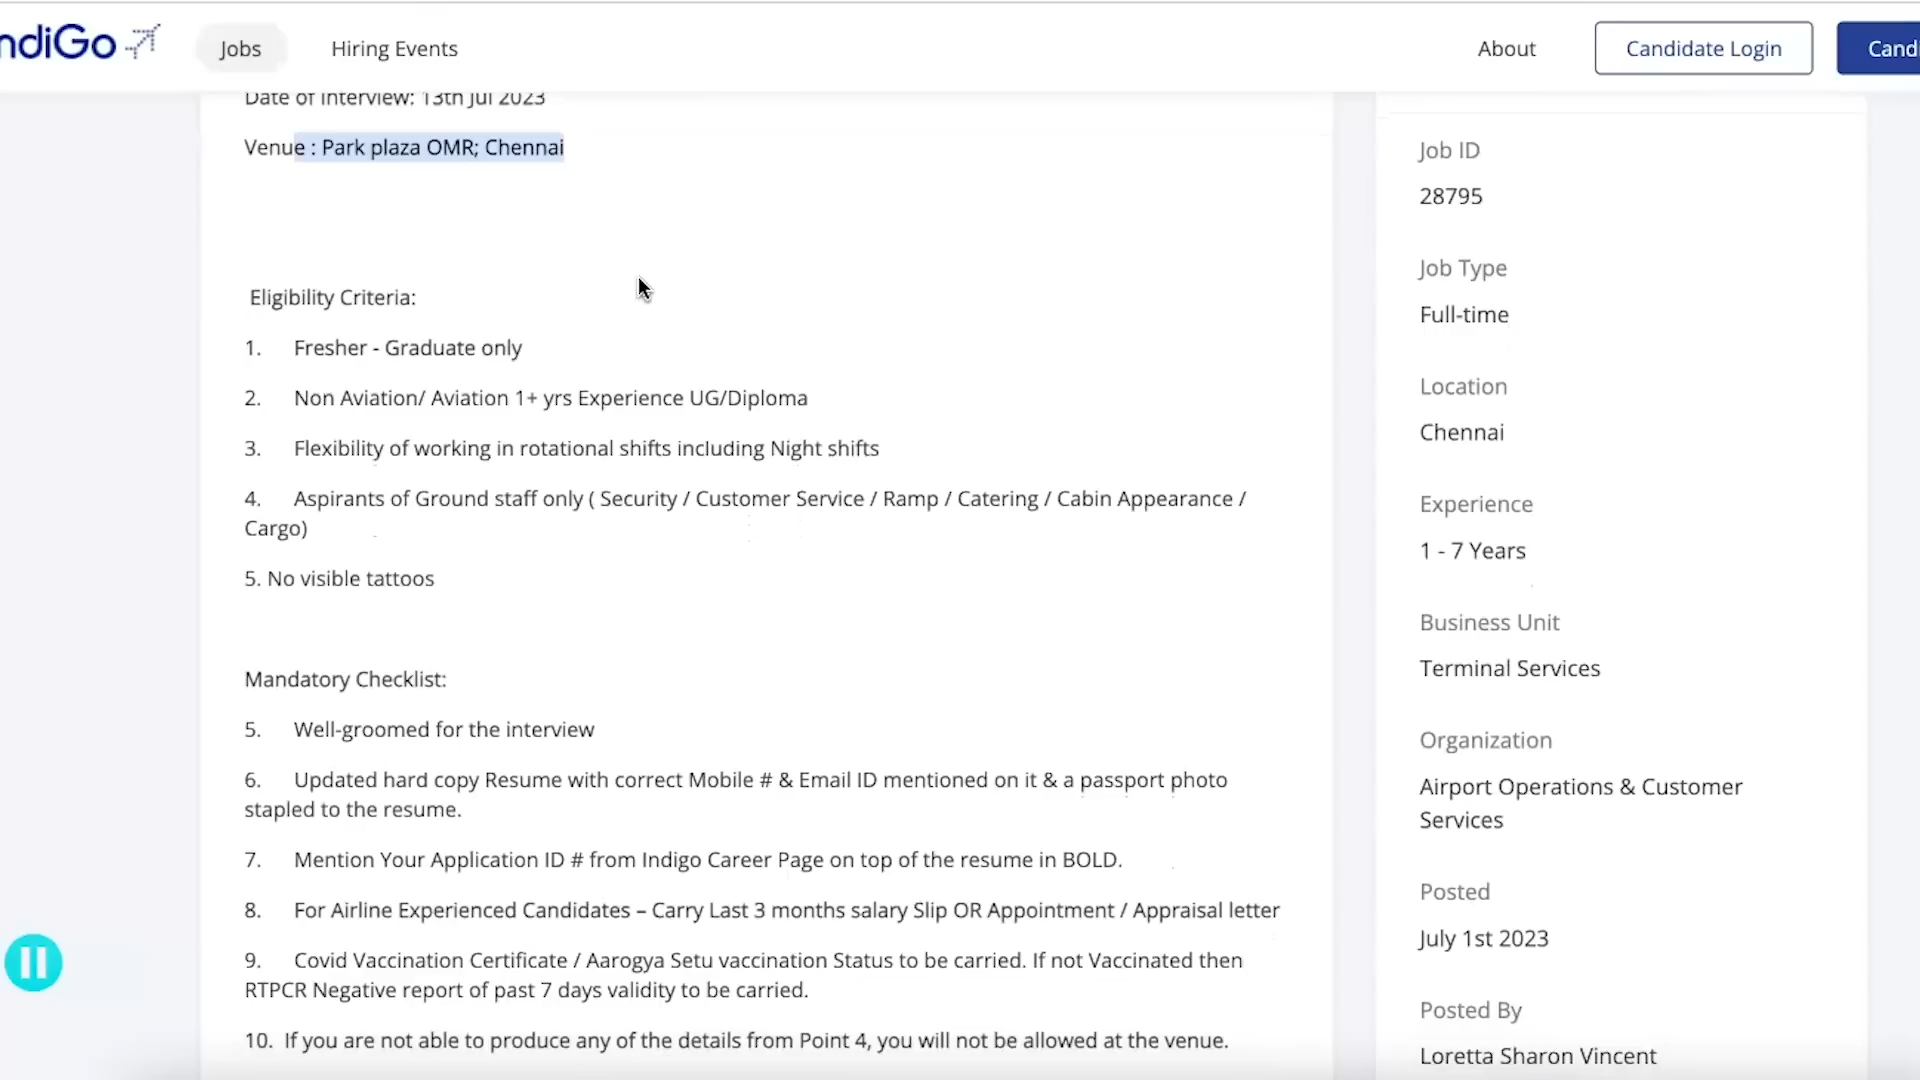 ndiGo
Jobs
Hiring Events
About
Candidate Login
Candi
Date of Interview: 13th Jul 2023
Venue : Park plaza OMR; Chennai
Eligibility Criteria:
1. Fresher - Graduate only
2. Non Aviation/ Aviation 1+ yrs Experience UG/Diploma
3. Flexibility of working in rotational shifts including Night shifts
4. Aspirants of Ground staff only ( Security / Customer Service / Ramp / Catering / Cabin Appearance /
Cargo)
5. No visible tattoos
Mandatory Checklist:
5. Well-groomed for the interview
6. Updated hard copy Resume with correct Mobile # & Email ID mentioned on it & a passport photo
stapled to the resume.
7. Mention Your Application ID # from Indigo Career Page on top of the resume in BOLD.
8. For Airline Experienced Candidates – Carry Last 3 months salary Slip OR Appointment / Appraisal letter
9. Covid Vaccination Certificate / Aarogya Setu vaccination Status to be carried. If not Vaccinated then
RTPCR Negative report of past 7 days validity to be carried.
10. If you are not able to produce any of the details from Point 4, you will not be allowed at the venue.
Job ID
28795
Job Type
Full-time
Location
Chennai
Experience
1 - 7 Years
Business Unit
Terminal Services
Organization
Airport Operations & Customer
Services
Posted
July 1st 2023
Posted By
Loretta Sharon Vincent